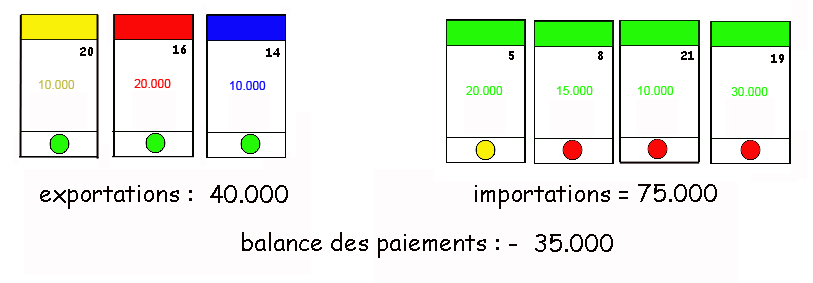 20 16 14 5 8 21 19
10.000 20.000 10.000 20.000 15.000 10.000 30.000
exportations : 40.000 importations = 75.000
balance des paiements : - 35.000